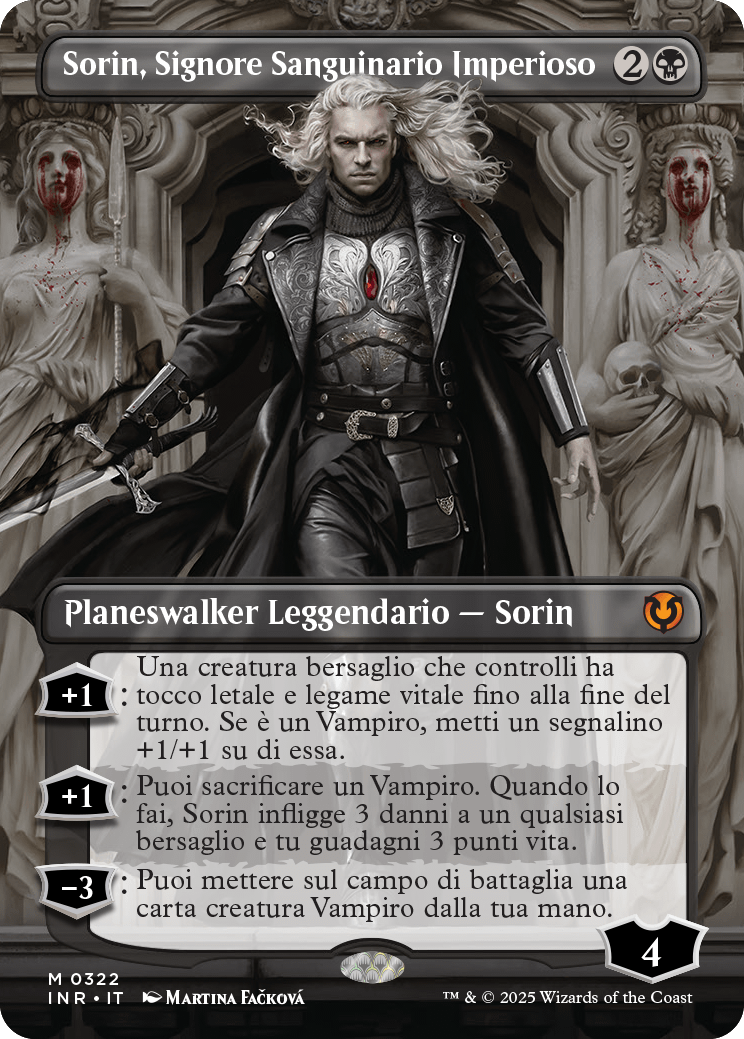 Sorin, Signore Sanguinario Imperioso 2
Planeswalker Leggendario — Sorin
+1: Una creatura bersaglio che controlli ha
tocco letale e legame vitale fino alla fine del
turno. Se è un Vampiro, metti un segnalino
+1/+1 su di essa.
+1: Puoi sacrificare un Vampiro. Quando lo
fai, Sorin infligge 3 danni a un qualsiasi
bersaglio e tu guadagni 3 punti vita.
−3: Puoi mettere sul campo di battaglia una
carta creatura Vampiro dalla tua mano.
4
M 0322
INR • IT Martina Fačková
™ & © 2025 Wizards of the Coast